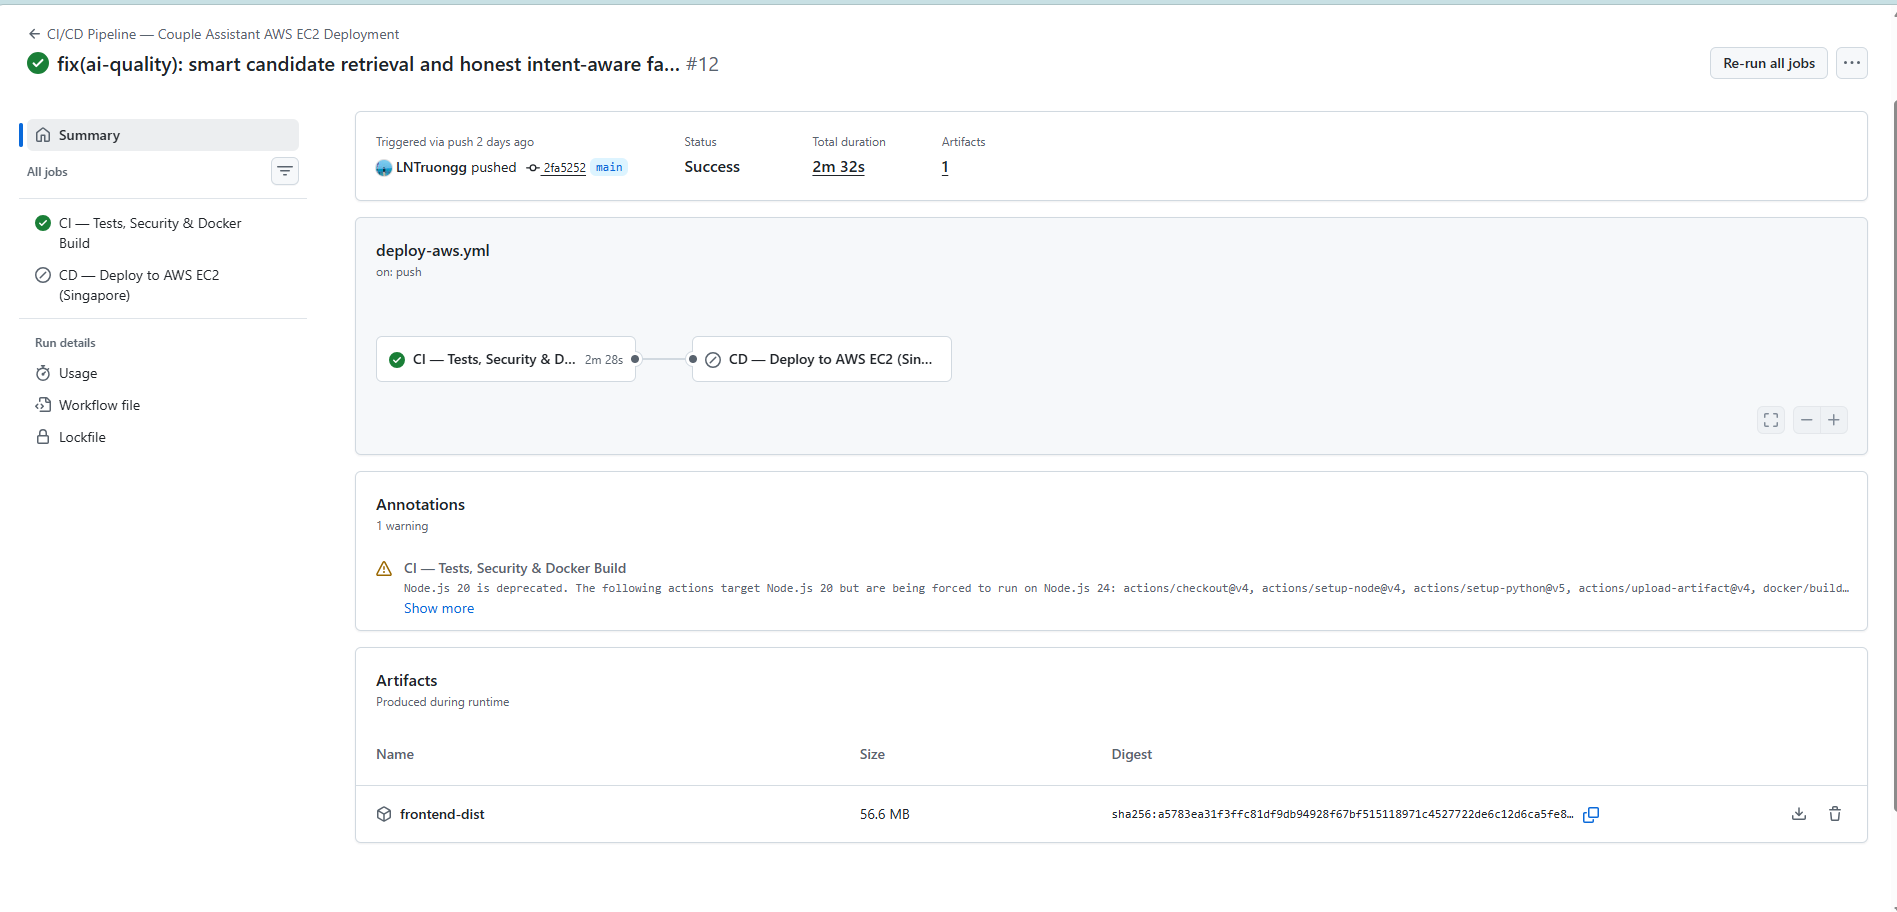 CI/CD Pipeline — Couple Assistant AWS EC2 Deployment
fix(ai-quality): smart candidate retrieval and honest intent-aware fa... #12
Re-run all jobs
Summary
All jobs
CI — Tests, Security & Docker
Build
CD — Deploy to AWS EC2
(Singapore)
Run details
Usage
Workflow file
Lockfile
Triggered via push 2 days ago
LNTruongg pushed 2fa5252 main
Status
Success
Total duration
2m 32s
Artifacts
1
deploy-aws.yml
on: push
CI — Tests, Security & D... 2m 28s
CD — Deploy to AWS EC2 (Sin...
Annotations
1 warning
CI — Tests, Security & Docker Build
Node.js 20 is deprecated. The following actions target Node.js 20 but are being forced to run on Node.js 24: actions/checkout@v4, actions/setup-node@v4, actions/setup-python@v5, actions/upload-artifact@v4, docker/build…
Show more
Artifacts
Produced during runtime
Name Size Digest
frontend-dist 56.6 MB sha256:a5783ea31f3ffc81df9db94928f67bf515118971c4527722de6c12d6ca5fe8…